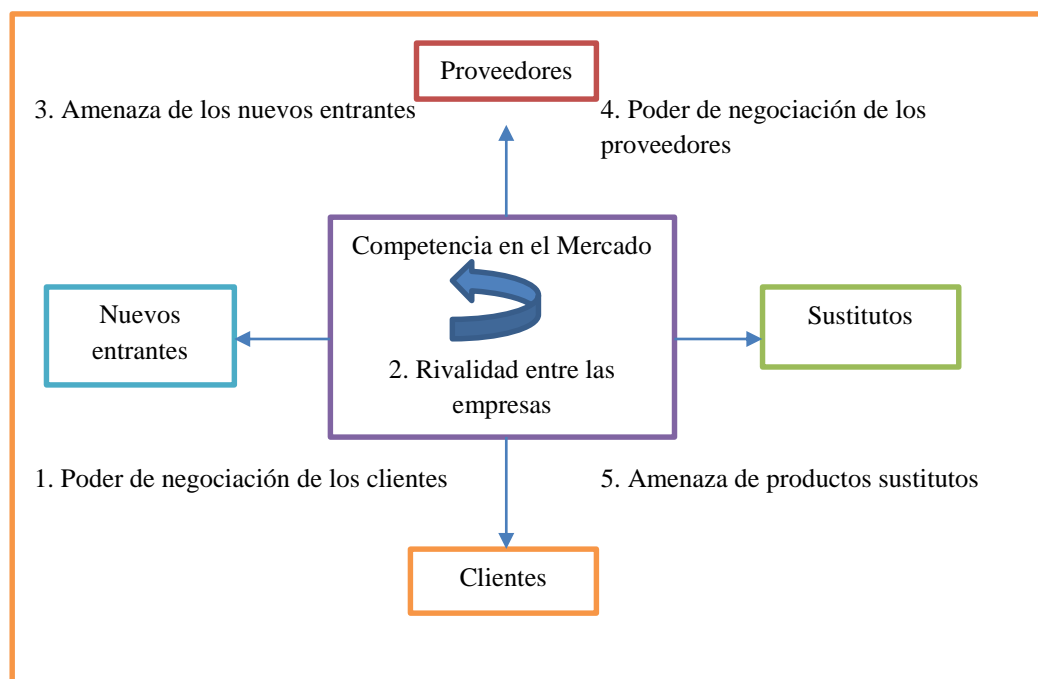 Proveedores
3. Amenaza de los nuevos entrantes
4. Poder de negociación de los
proveedores
Competencia en el Mercado
Nuevos
entrantes
2. Rivalidad entre las
empresas
Sustitutos
1. Poder de negociación de los clientes
5. Amenaza de productos sustitutos
Clientes